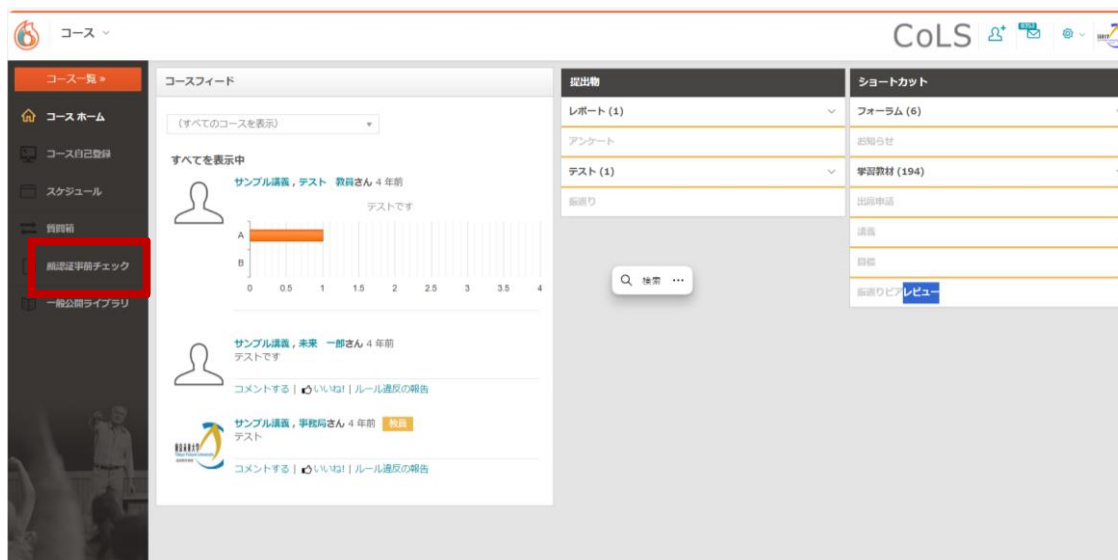 コース
CoLS
コース一覧 »
コース ホーム
コース自己登録
スケジュール
質問箱
顔認証事前チェック
一般公開ライブラリ
コースフィード
(すべてのコースを表示)
すべてを表示中
サンプル講義 , テスト 教員さん 4 年前
テストです
A
B
0 0.5 1 1.5 2 2.5 3 3.5 4
サンプル講義 , 未来 一郎さん 4 年前
テストです
コメントする | いいね! | ルール違反の報告
サンプル講義 , 事務局さん 4 年前 教員
テスト
コメントする | いいね! | ルール違反の報告
提出物
レポート (1)
アンケート
テスト (1)
振返り
検索 •••
ショートカット
フォーラム (6)
お知らせ
学習教材 (194)
出席申請
講義
目標
振返りピアレビュー